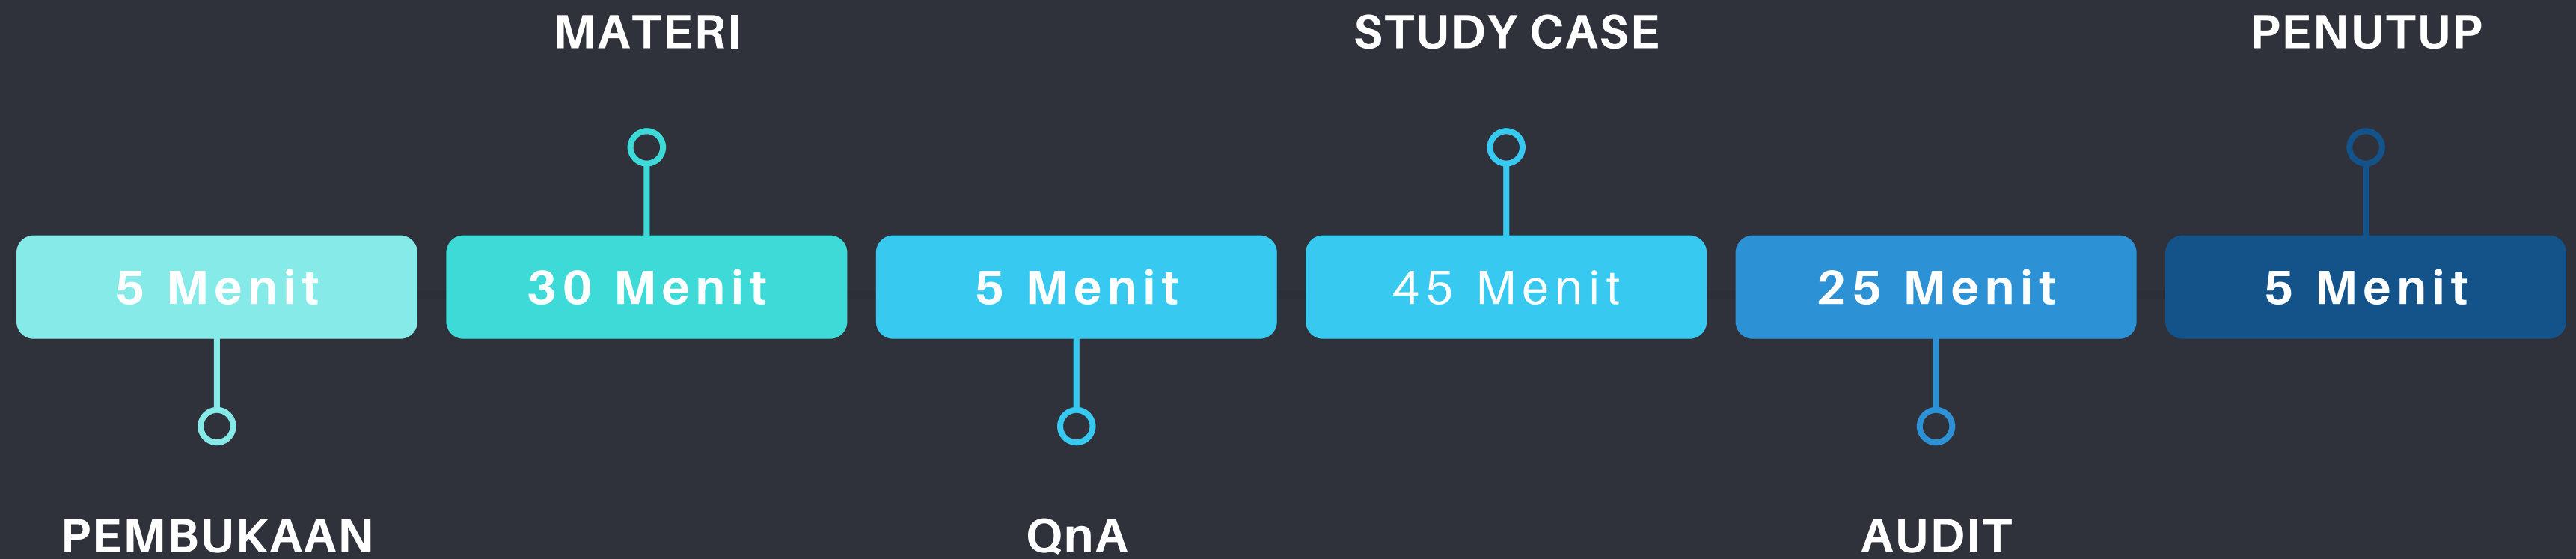 MATERI
STUDY CASE
PENUTUP
5 Menit
30 Menit
5 Menit
45 Menit
25 Menit
5 Menit
PEMBUKAAN
QnA
AUDIT